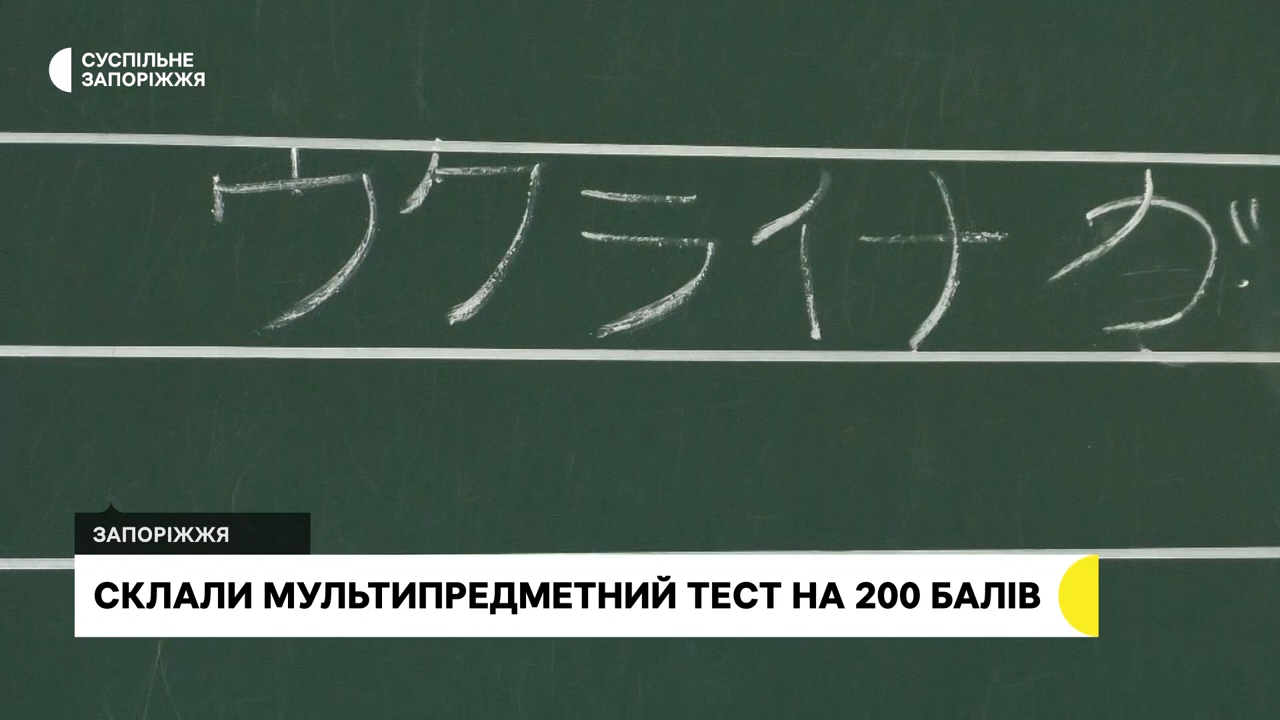 СУСПІЛЬНЕ
ЗАПОРІЖЖЯ
ウクライナが
ЗАПОРІЖЖЯ
СКЛАЛИ МУЛЬТИПРЕДМЕТНИЙ ТЕСТ НА 200 БАЛІВ